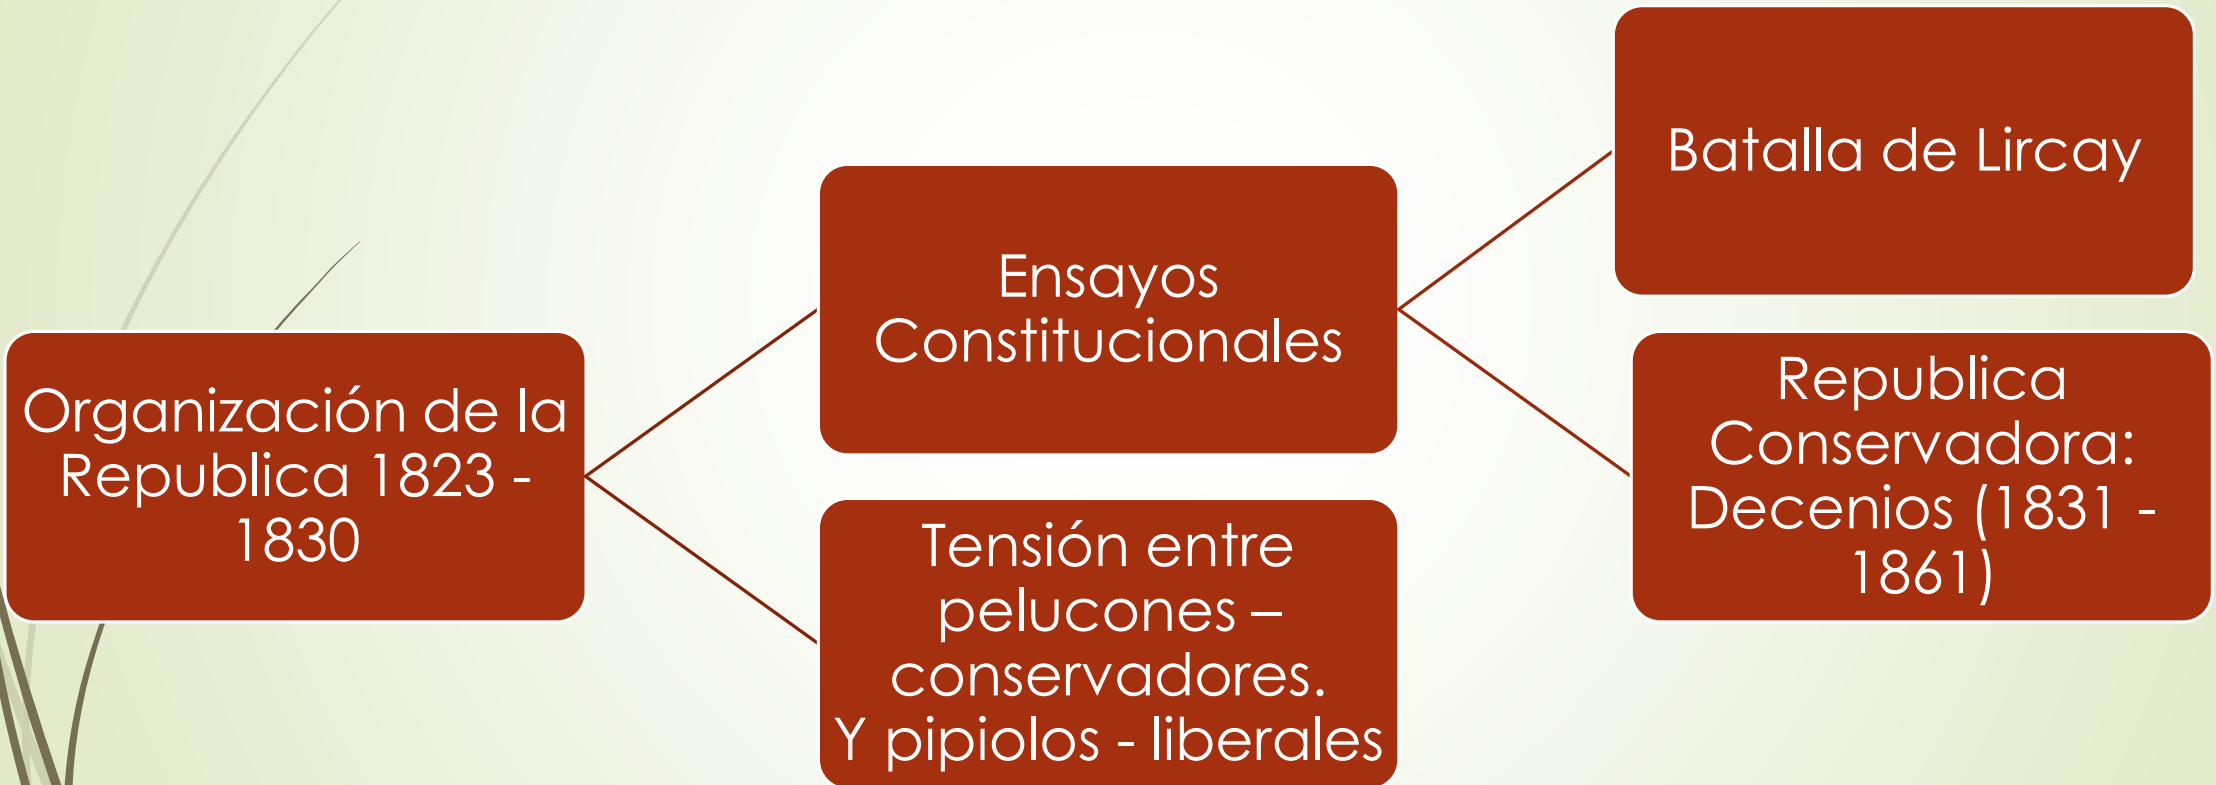 Organización de la
Republica 1823 -
1830
Ensayos
Constitucionales
Tensión entre
pelucones –
conservadores.
Y pipiolos - liberales
Batalla de Lircay
Republica
Conservadora:
Decenios (1831 -
1861)